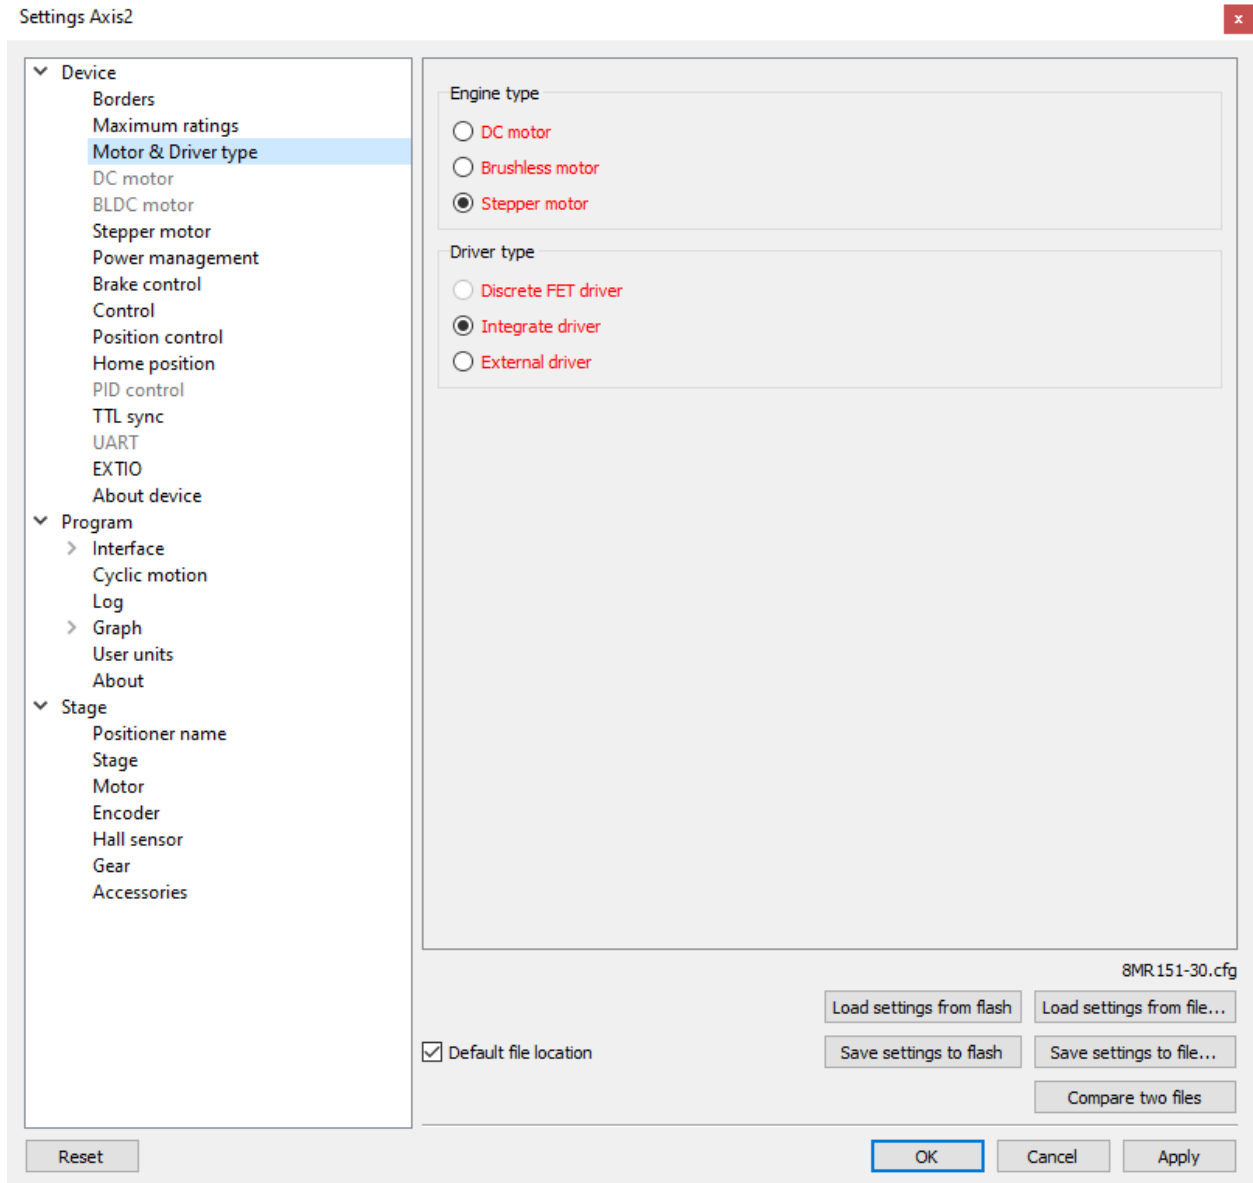 Settings Axis2
x
Device
Borders
Maximum ratings
Motor & Driver type
DC motor
BLDC motor
Stepper motor
Power management
Brake control
Control
Position control
Home position
PID control
TTL sync
UART
EXTIO
About device
Program
Interface
Cyclic motion
Log
Graph
User units
About
Stage
Positioner name
Stage
Motor
Encoder
Hall sensor
Gear
Accessories
Engine type
DC motor
Brushless motor
Stepper motor
Driver type
Discrete FET driver
Integrate driver
External driver
8MR151-30.cfg
Load settings from flash
Load settings from file...
Default file location
Save settings to flash
Save settings to file...
Compare two files
Reset
OK
Cancel
Apply